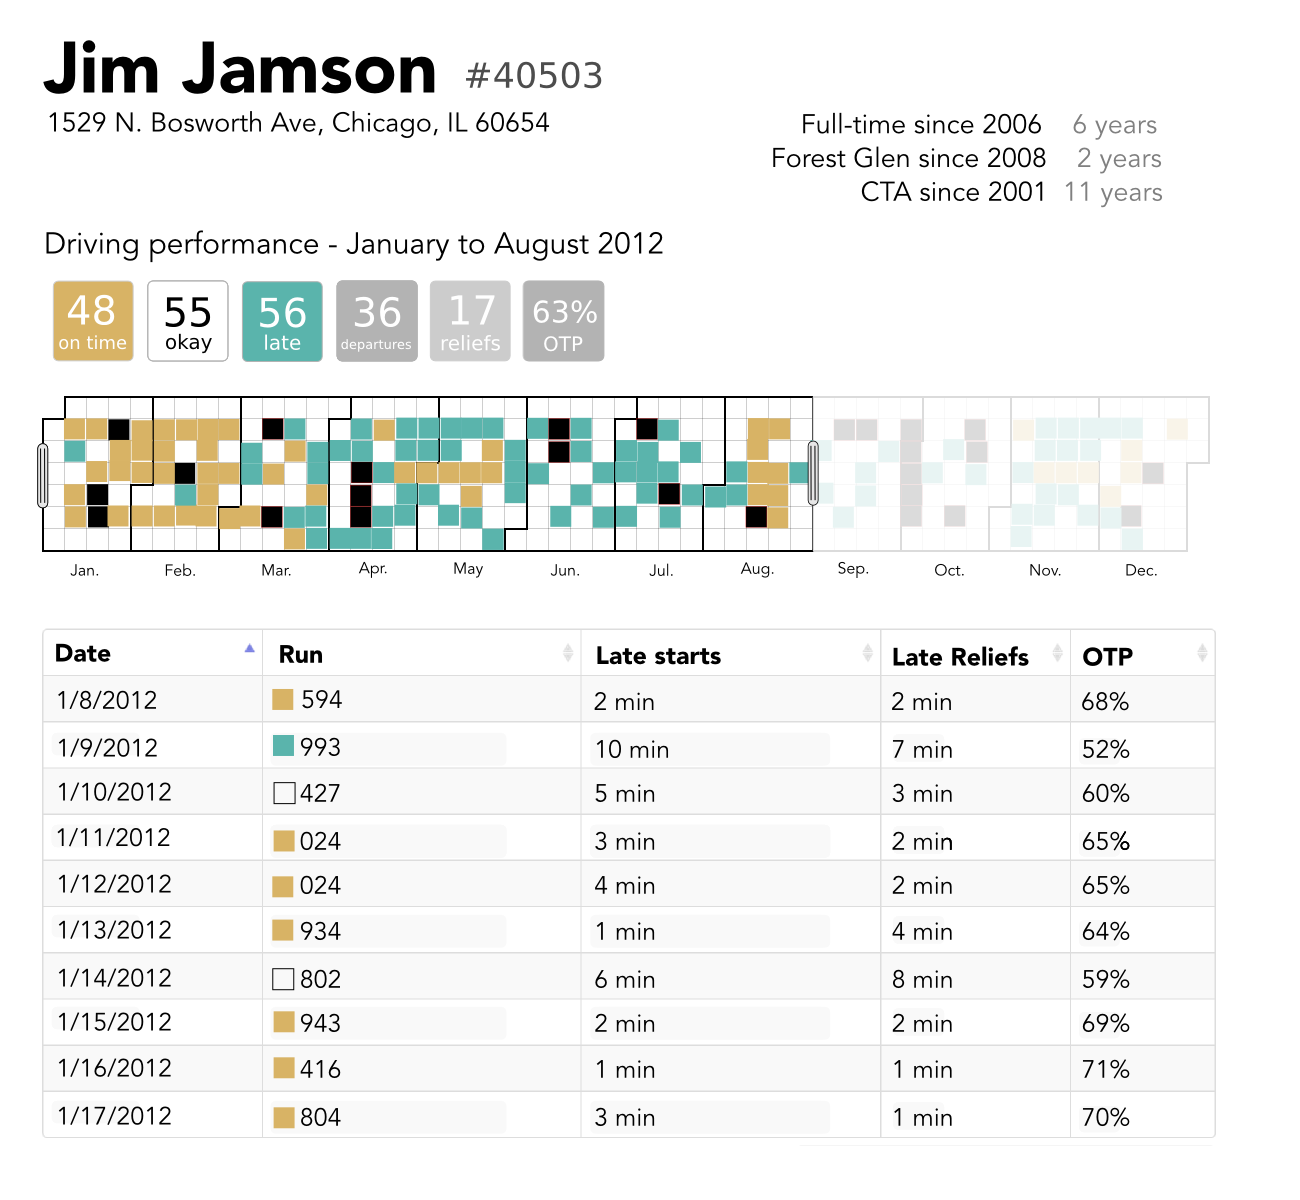 Jim Jamson #40503
1529 N. Bosworth Ave, Chicago, IL 60654
Full-time since 2006 6 years
Forest Glen since 2008 2 years
CTA since 2001 11 years
Driving performance - January to August 2012
48 55 56 36 17 63%
on time okay late departures reliefs OTP
Jan. Feb. Mar. Apr. May Jun. Jul. Aug. Sep. Oct. Nov. Dec.
Date Run Late starts Late Reliefs OTP
1/8/2012 594 2 min 2 min 68%
1/9/2012 993 10 min 7 min 52%
1/10/2012 427 5 min 3 min 60%
1/11/2012 024 3 min 2 min 65%
1/12/2012 024 4 min 2 min 65%
1/13/2012 934 1 min 4 min 64%
1/14/2012 802 6 min 8 min 59%
1/15/2012 943 2 min 2 min 69%
1/16/2012 416 1 min 1 min 71%
1/17/2012 804 3 min 1 min 70%